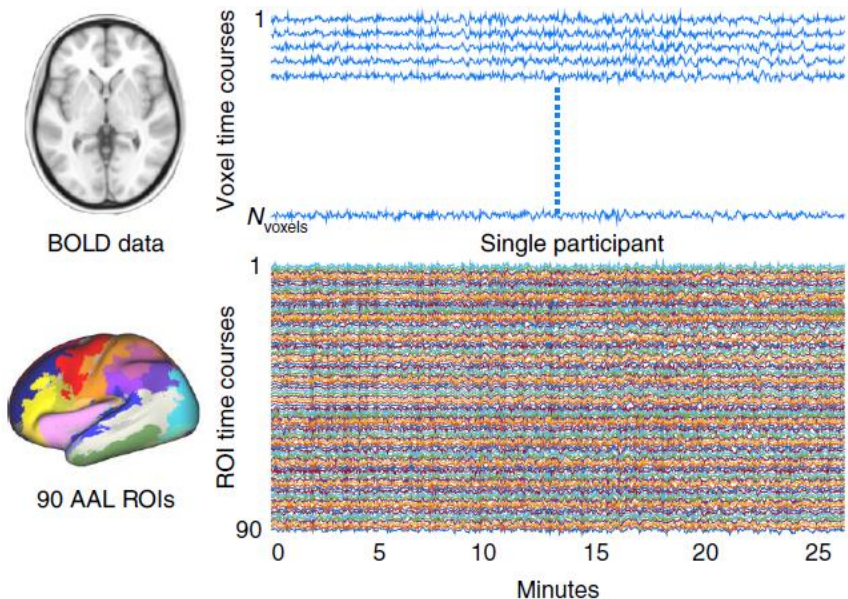 Voxel time courses
1
N voxels
BOLD data
Single participant
ROI time courses
1
90 AAL ROIs
90
0 5 10 15 20 25
Minutes